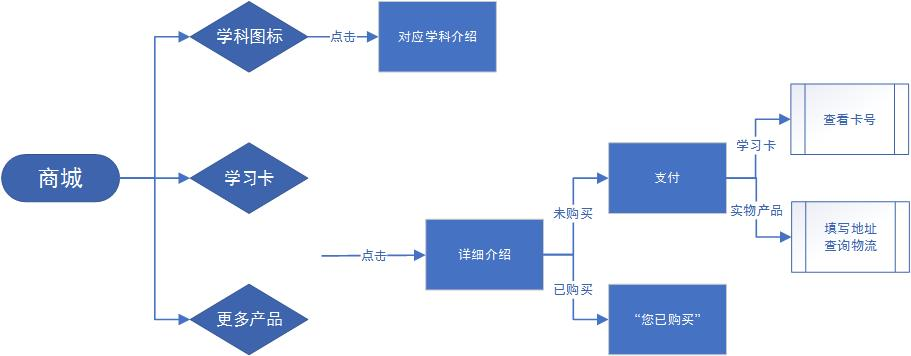 学科图标
点击
对应学科介绍
查看卡号
学习卡
商城
学习卡
支付
未购买
实物产品
填写地址
查询物流
点击
详细介绍
已购买
更多产品
“您已购买”